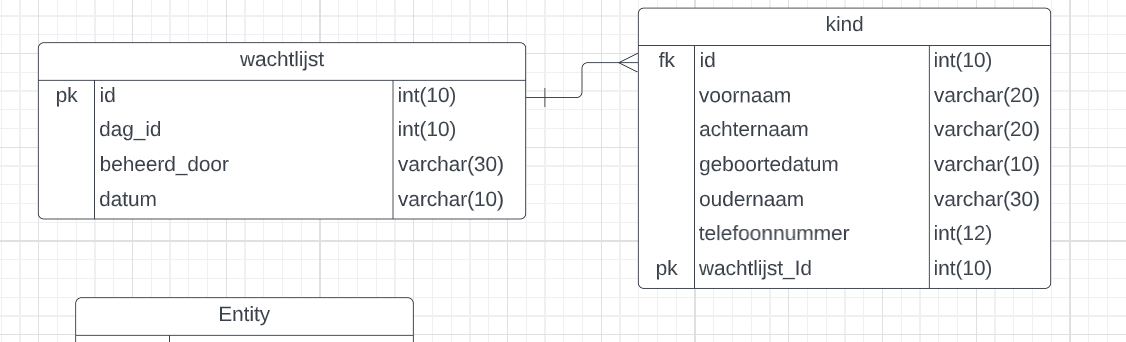 wachtlijst
pk id int(10)
dag_id int(10)
beheerd_door varchar(30)
datum varchar(10)
kind
fk id int(10)
voornaam varchar(20)
achternaam varchar(20)
geboortedatum varchar(10)
oudernaam varchar(30)
telefoonnummer int(12)
pk wachtlijst_Id int(10)
Entity